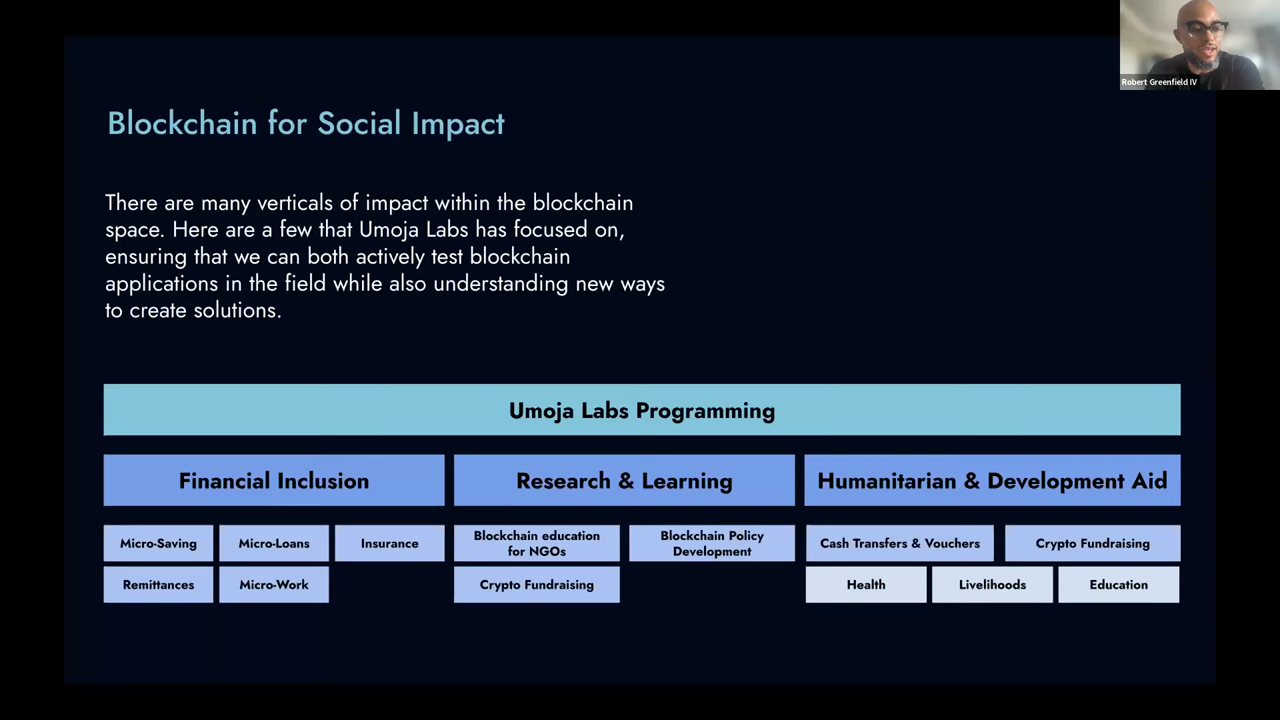 Robert Greenfield IV
Blockchain for Social Impact
There are many verticals of impact within the blockchain
space. Here are a few that Umoja Labs has focused on,
ensuring that we can both actively test blockchain
applications in the field while also understanding new ways
to create solutions.
Umoja Labs Programming
Financial Inclusion
Research & Learning
Humanitarian & Development Aid
Micro-Saving
Micro-Loans
Insurance
Blockchain education
for NGOs
Blockchain Policy
Development
Cash Transfers & Vouchers
Crypto Fundraising
Remittances
Micro-Work
Crypto Fundraising
Health
Livelihoods
Education